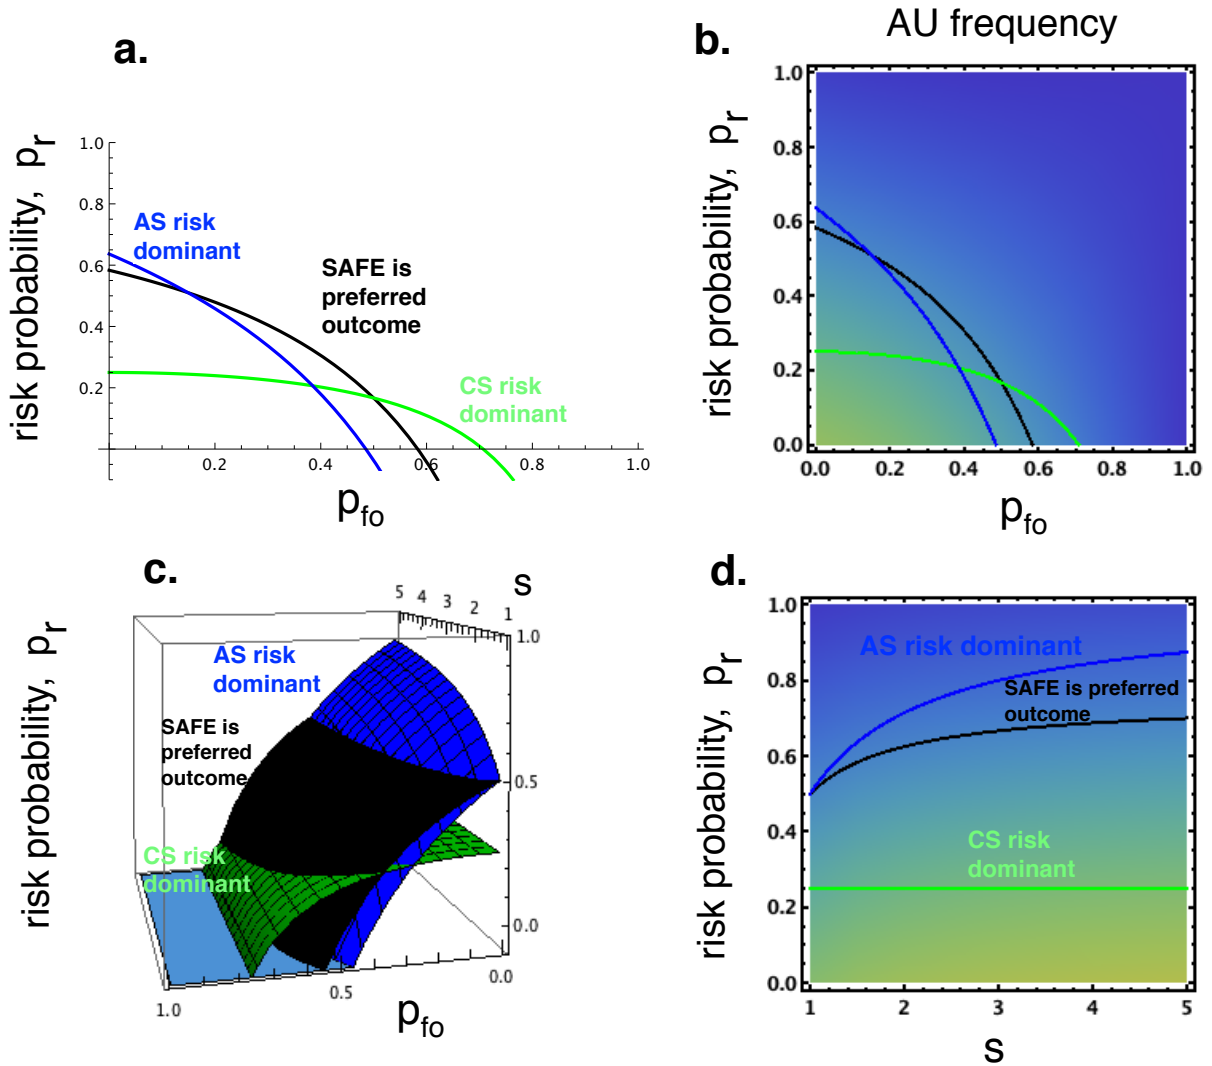 a.
risk probability, pr
1.0
0.8
0.6
0.4
0.2
AS risk
dominant
SAFE is
preferred
outcome
CS risk
dominant
0.2 0.4 0.6 0.8 1.0
pfo
b.
AU frequency
risk probability, pr
1.0
0.8
0.6
0.4
0.2
0.0
0.0 0.2 0.4 0.6 0.8 1.0
pfo
c.
s
5 4 3 2 1
risk probability, pr
1.0
0.5
0.0
AS risk
dominant
SAFE is
preferred
outcome
CS risk
dominant
1.0 0.5 0.0
pfo
d.
risk probability, pr
1.0
0.8
0.6
0.4
0.2
0.0
AS risk dominant
SAFE is preferred
outcome
CS risk
dominant
1 2 3 4 5
s